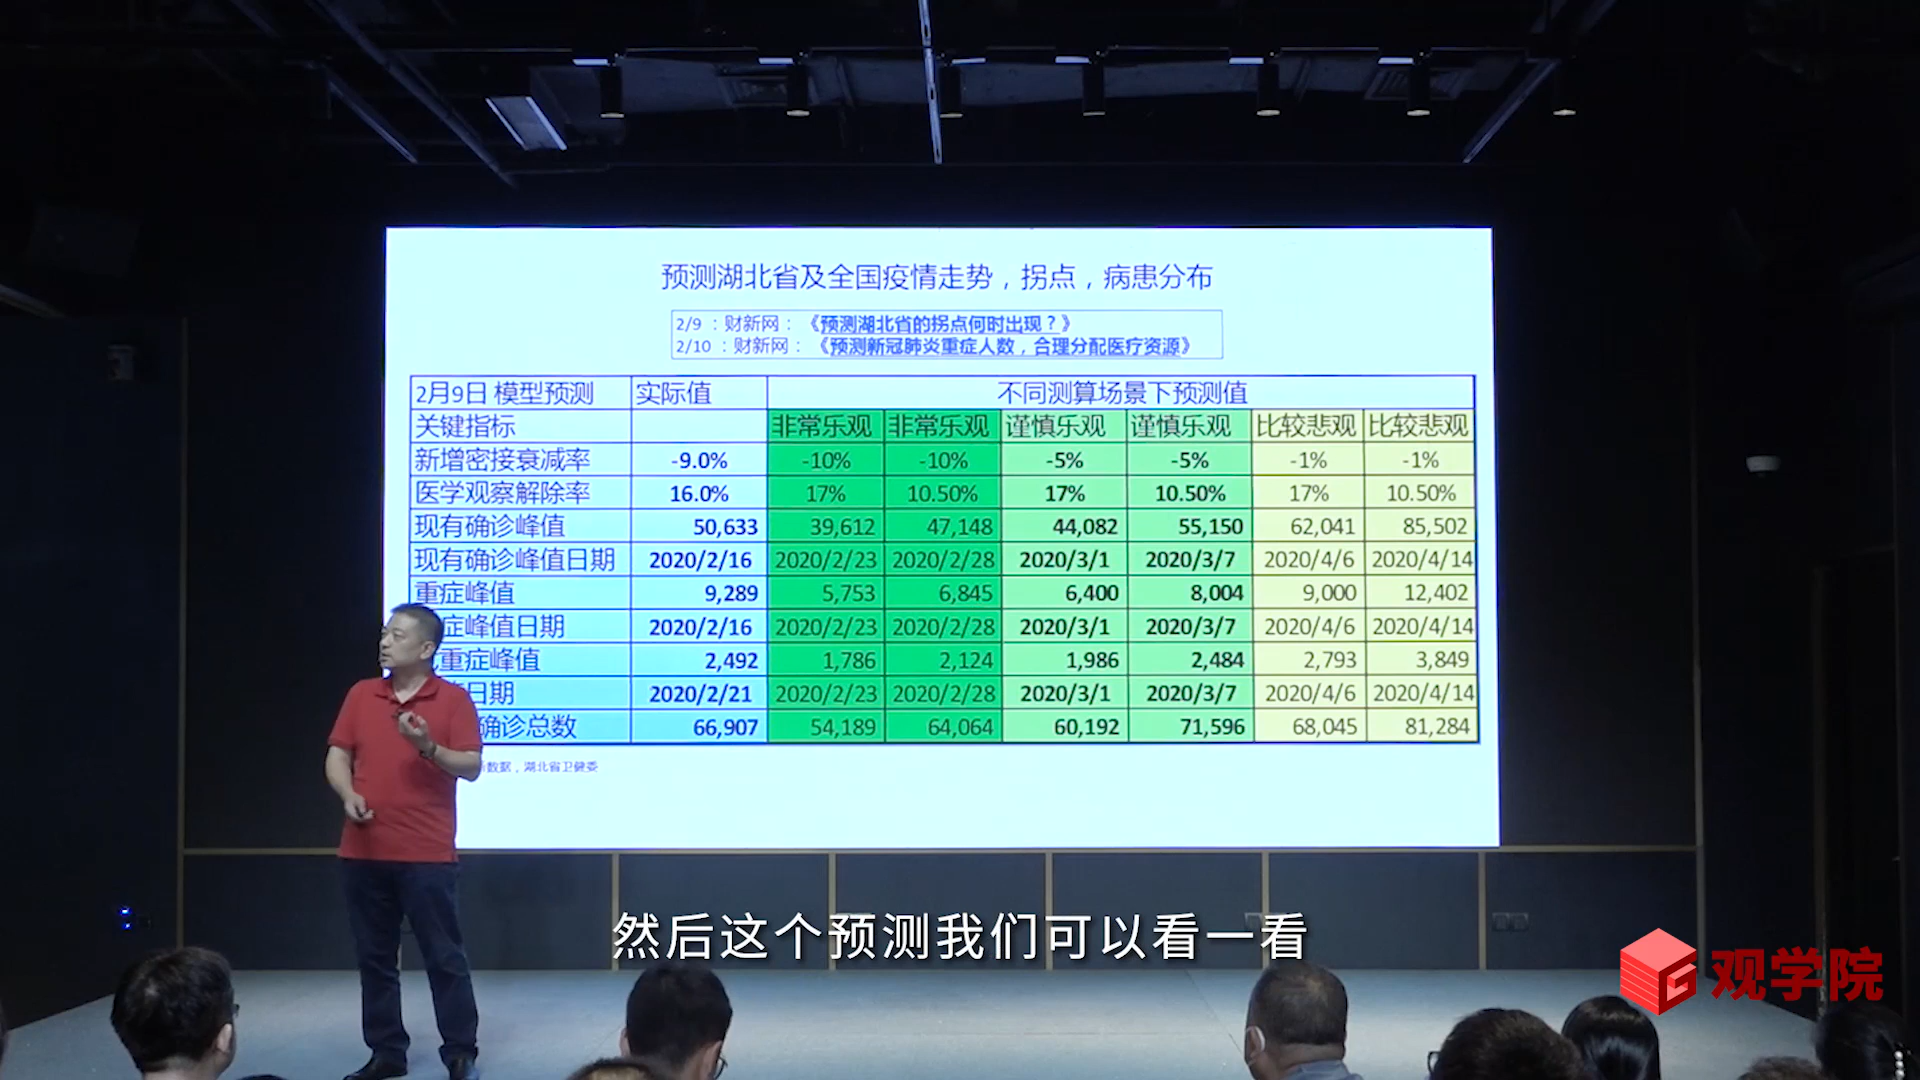 预测湖北省及全国疫情走势，拐点，病患分布
2/9 ：财新网：《预测湖北省的拐点何时出现？》
2/10 ：财新网：《预测新冠肺炎重症人数，合理分配医疗资源》
2月9日 模型预测 实际值 不同测算场景下预测值
关键指标 非常乐观 非常乐观 谨慎乐观 谨慎乐观 比较悲观 比较悲观
新增密接衰减率 -9.0% -10% -10% -5% -5% -1% -1%
医学观察解除率 16.0% 17% 10.50% 17% 10.50% 17% 10.50%
现有确诊峰值 50,633 39,612 47,148 44,082 55,150 62,041 85,502
现有确诊峰值日期 2020/2/16 2020/2/23 2020/2/28 2020/3/1 2020/3/7 2020/4/6 2020/4/14
重症峰值 9,289 5,753 6,845 6,400 8,004 9,000 12,402
症峰值日期 2020/2/16 2020/2/23 2020/2/28 2020/3/1 2020/3/7 2020/4/6 2020/4/14
重症峰值 2,492 1,786 2,124 1,986 2,484 2,793 3,849
日期 2020/2/21 2020/2/23 2020/2/28 2020/3/1 2020/3/7 2020/4/6 2020/4/14
确诊总数 66,907 54,189 64,064 60,192 71,596 68,045 81,284
数据，湖北省卫健委
然后这个预测我们可以看一看
观学院